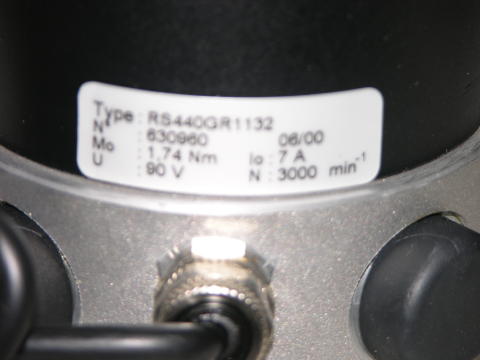 Type : RS440GR1132
N° : 630960 06/00
Mo : 1,74 Nm Io : 7 A
U : 90 V N : 3000 min-1